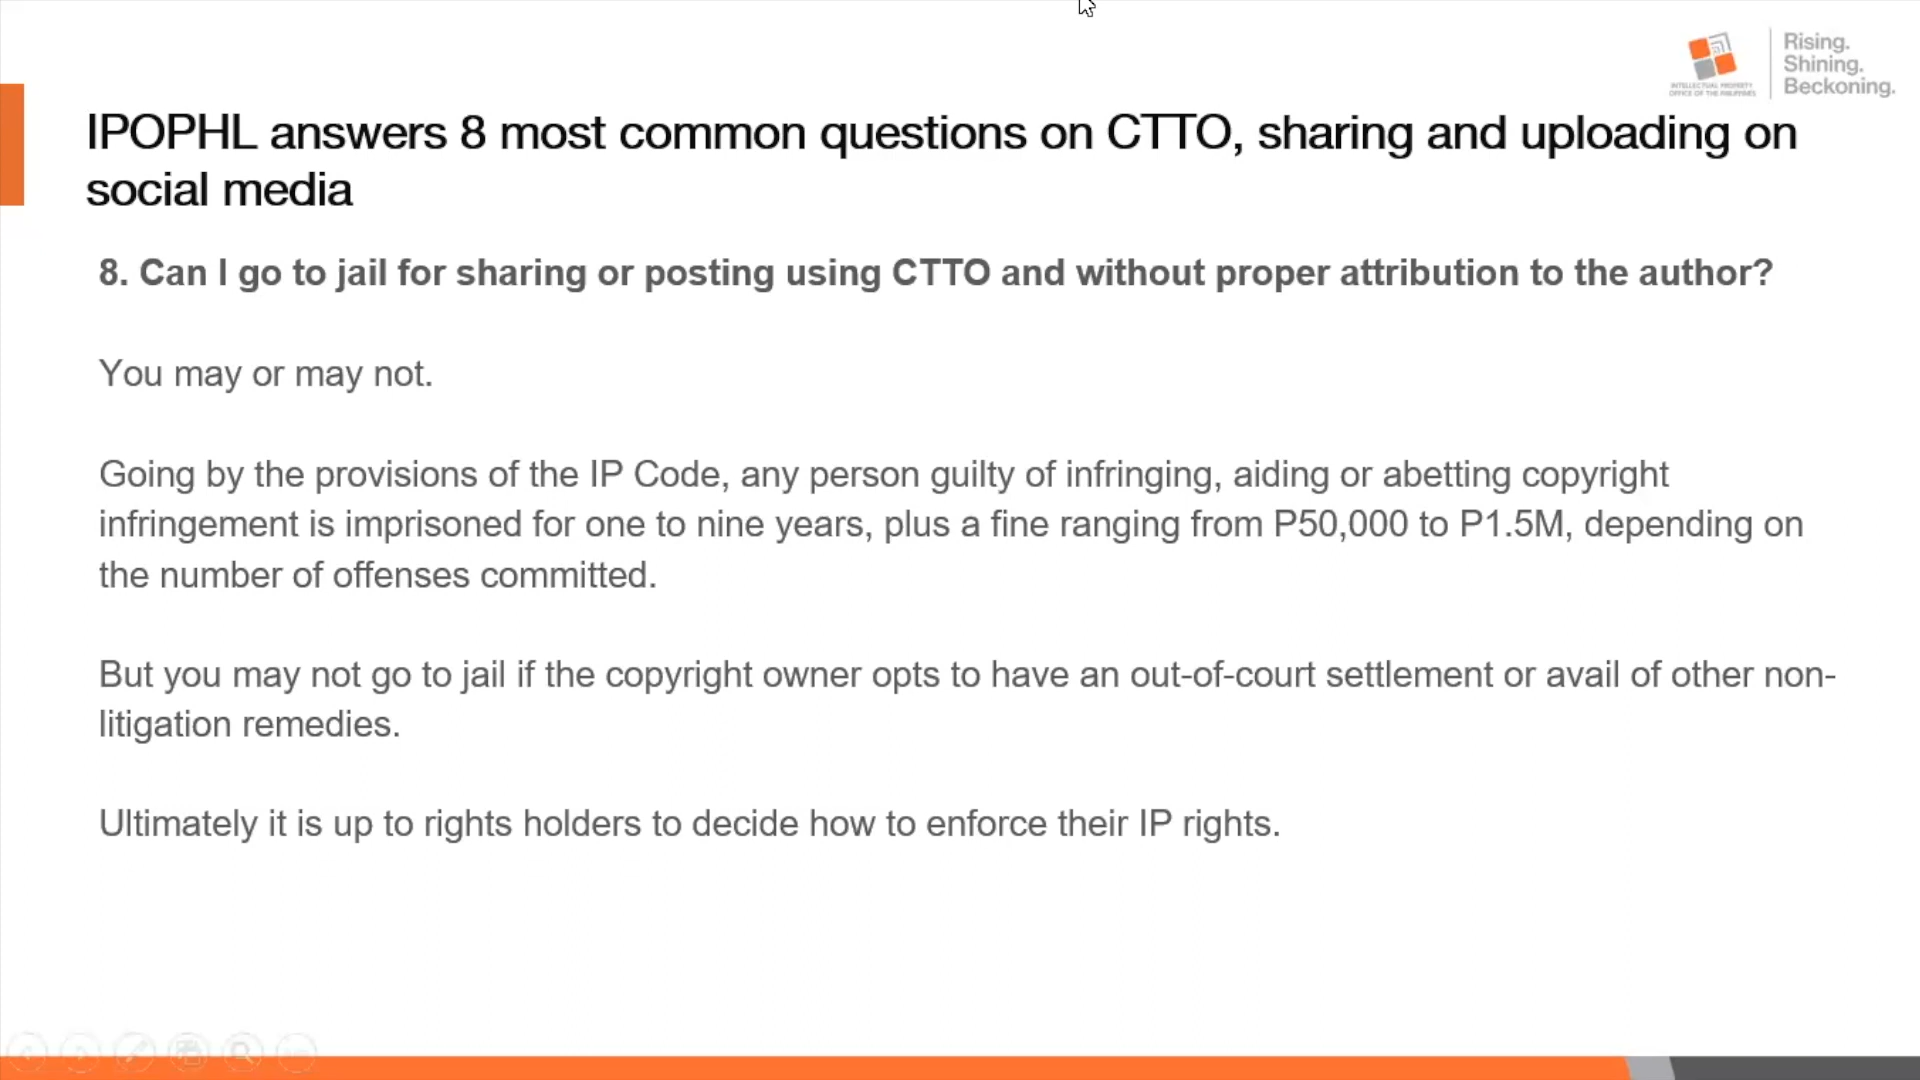 Rising.
Shining.
Beckoning.
INTELLECTUAL PROPERTY
OFFICE OF THE PHILIPPINES
IPOPHL answers 8 most common questions on CTTO, sharing and uploading on
social media
8. Can I go to jail for sharing or posting using CTTO and without proper attribution to the author?
You may or may not.
Going by the provisions of the IP Code, any person guilty of infringing, aiding or abetting copyright
infringement is imprisoned for one to nine years, plus a fine ranging from P50,000 to P1.5M, depending on
the number of offenses committed.
But you may not go to jail if the copyright owner opts to have an out-of-court settlement or avail of other non-
litigation remedies.
Ultimately it is up to rights holders to decide how to enforce their IP rights.